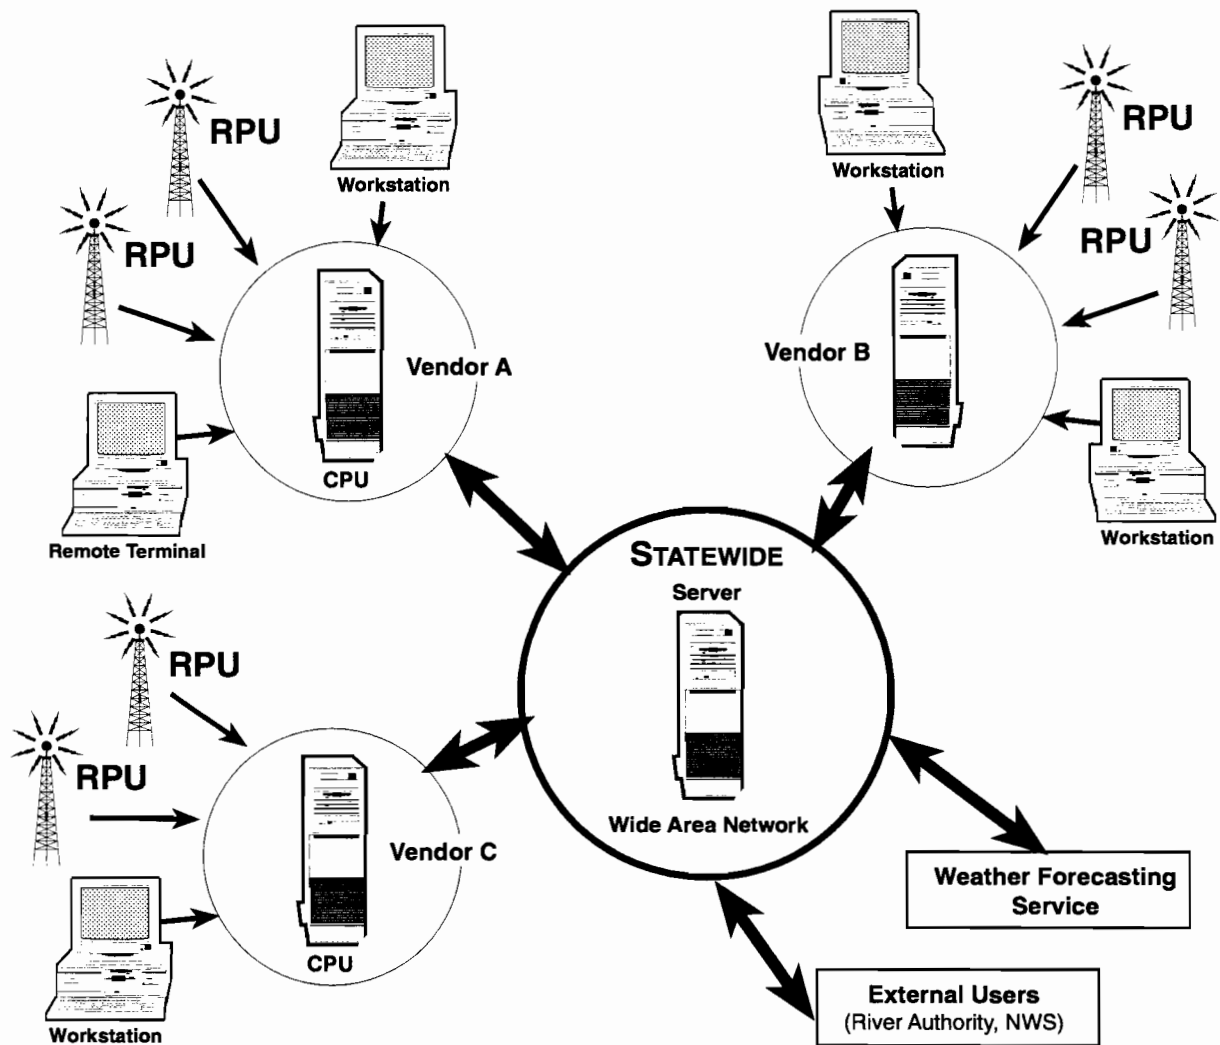 RPU
Workstation
RPU
Vendor A
CPU
Remote Terminal
Workstation
RPU
RPU
Vendor B
Workstation
STATEWIDE
Server
Wide Area Network
RPU
RPU
Vendor C
CPU
Workstation
Weather Forecasting
Service
External Users
(River Authority, NWS)